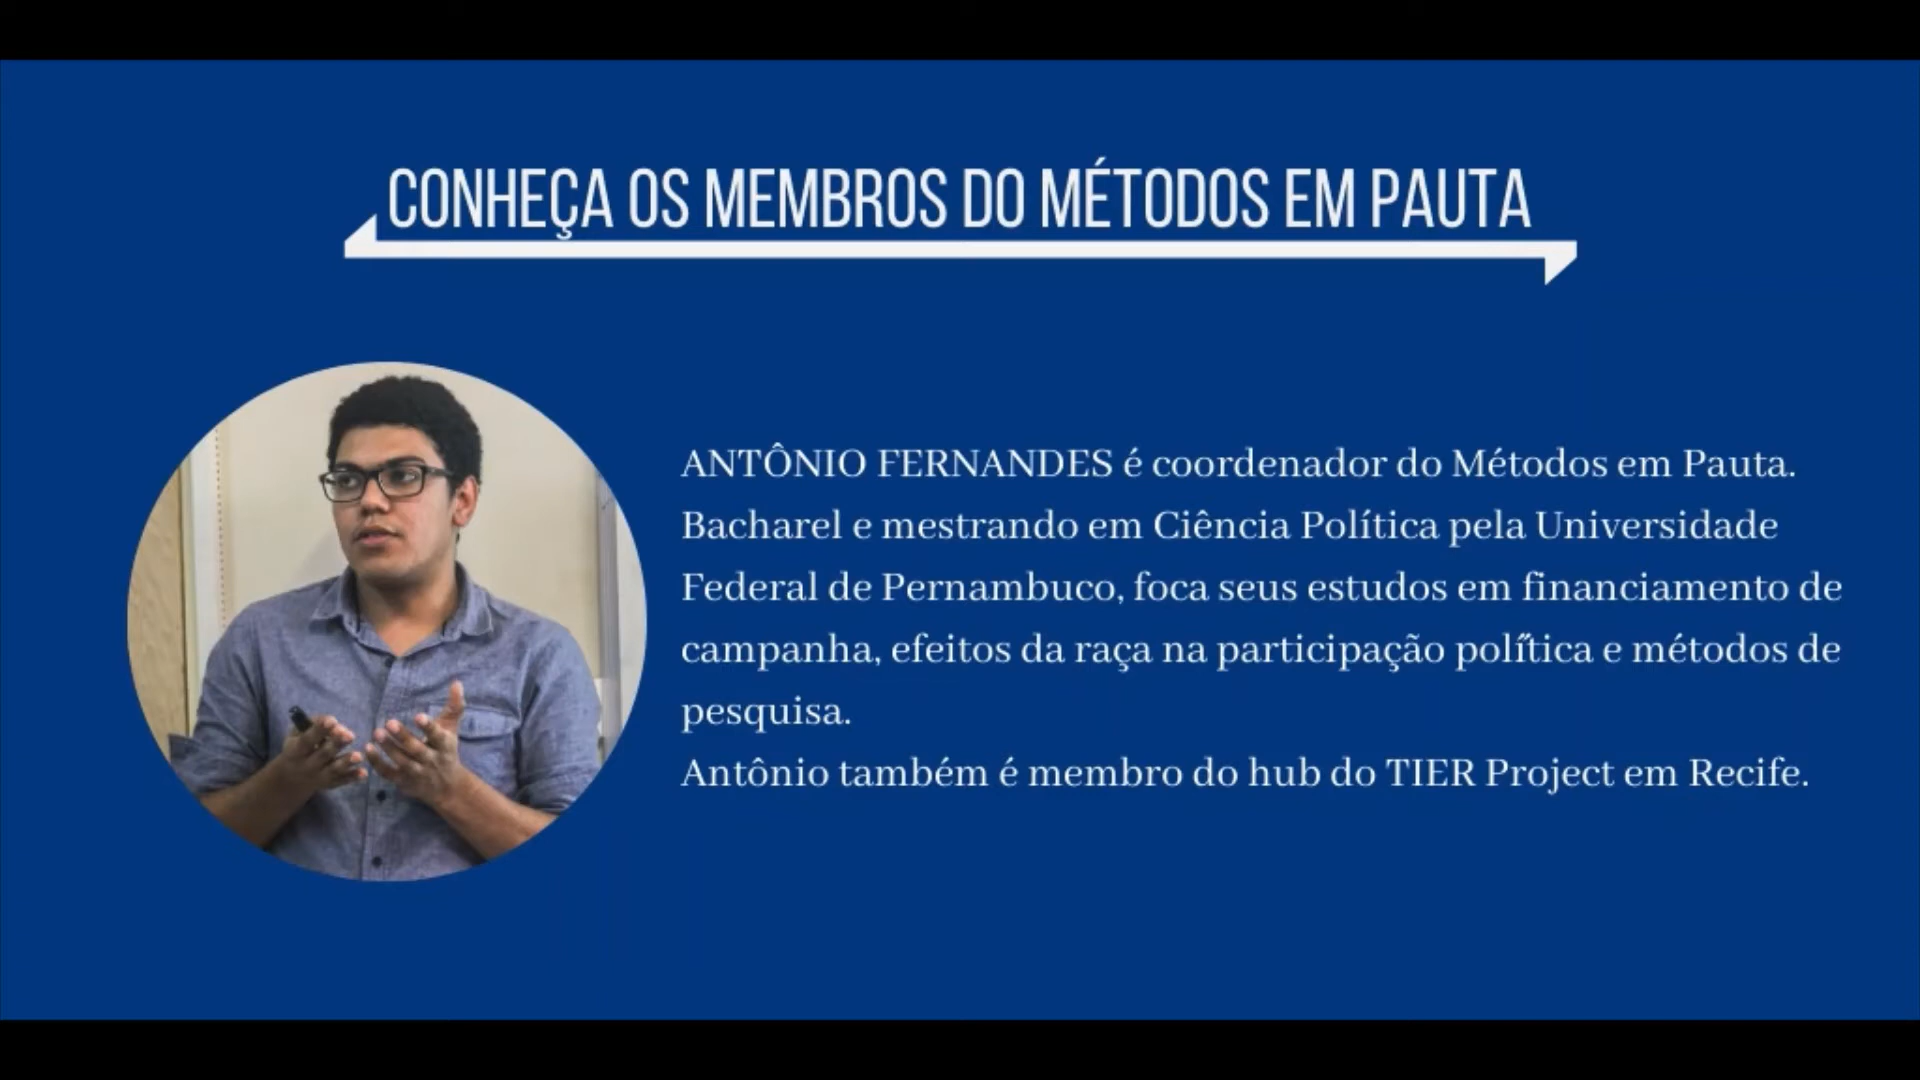 CONHEÇA OS MEMBROS DO MÉTODOS EM PAUTA
ANTÔNIO FERNANDES é coordenador do Métodos em Pauta.
Bacharel e mestrando em Ciência Política pela Universidade
Federal de Pernambuco, foca seus estudos em financiamento de
campanha, efeitos da raça na participação política e métodos de
pesquisa.
Antônio também é membro do hub do TIER Project em Recife.